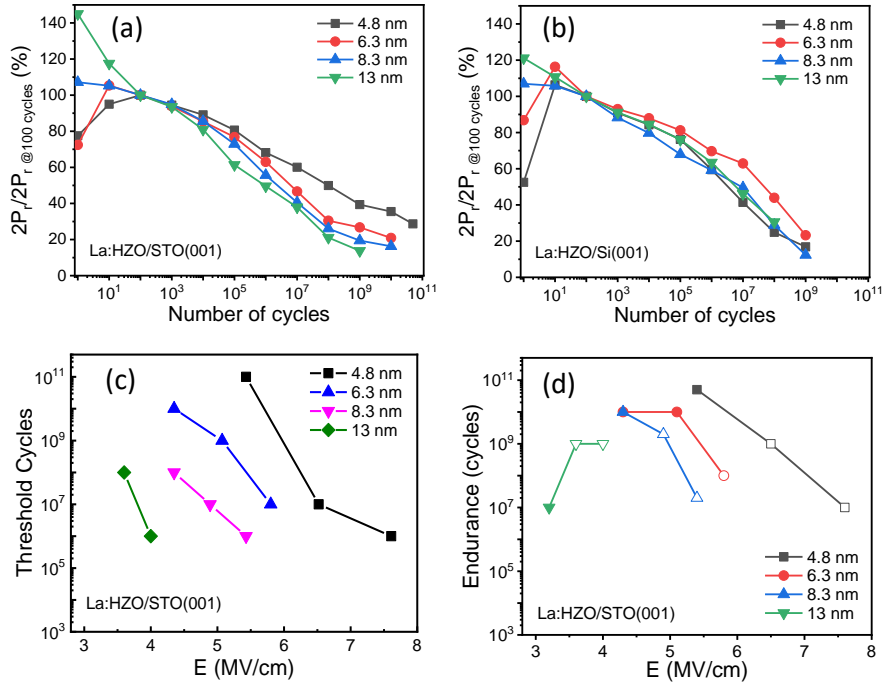 (a)
4.8 nm
6.3 nm
8.3 nm
13 nm
2Pr/2Pr @100 cycles (%)
140
120
100
80
60
40
20
0
La:HZO/STO(001)
10^1 10^3 10^5 10^7 10^9 10^11
Number of cycles
(b)
4.8 nm
6.3 nm
8.3 nm
13 nm
2Pr/2Pr @100 cycles (%)
140
120
100
80
60
40
20
0
La:HZO/Si(001)
10^1 10^3 10^5 10^7 10^9 10^11
Number of cycles
(c)
4.8 nm
6.3 nm
8.3 nm
13 nm
Threshold Cycles
10^11
10^9
10^7
10^5
10^3
La:HZO/STO(001)
3 4 5 6 7 8
E (MV/cm)
(d)
Endurance (cycles)
10^11
10^9
10^7
10^5
10^3
4.8 nm
6.3 nm
8.3 nm
13 nm
La:HZO/STO(001)
3 4 5 6 7 8
E (MV/cm)